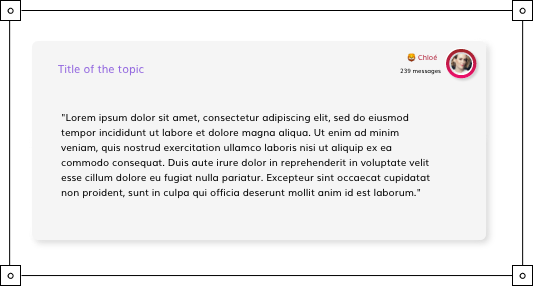 Title of the topic
😄 Chloé
239 messages
"Lorem ipsum dolor sit amet, consectetur adipiscing elit, sed do eiusmod
tempor incididunt ut labore et dolore magna aliqua. Ut enim ad minim
veniam, quis nostrud exercitation ullamco laboris nisi ut aliquip ex ea
commodo consequat. Duis aute irure dolor in reprehenderit in voluptate velit
esse cillum dolore eu fugiat nulla pariatur. Excepteur sint occaecat cupidatat
non proident, sunt in culpa qui officia deserunt mollit anim id est laborum."